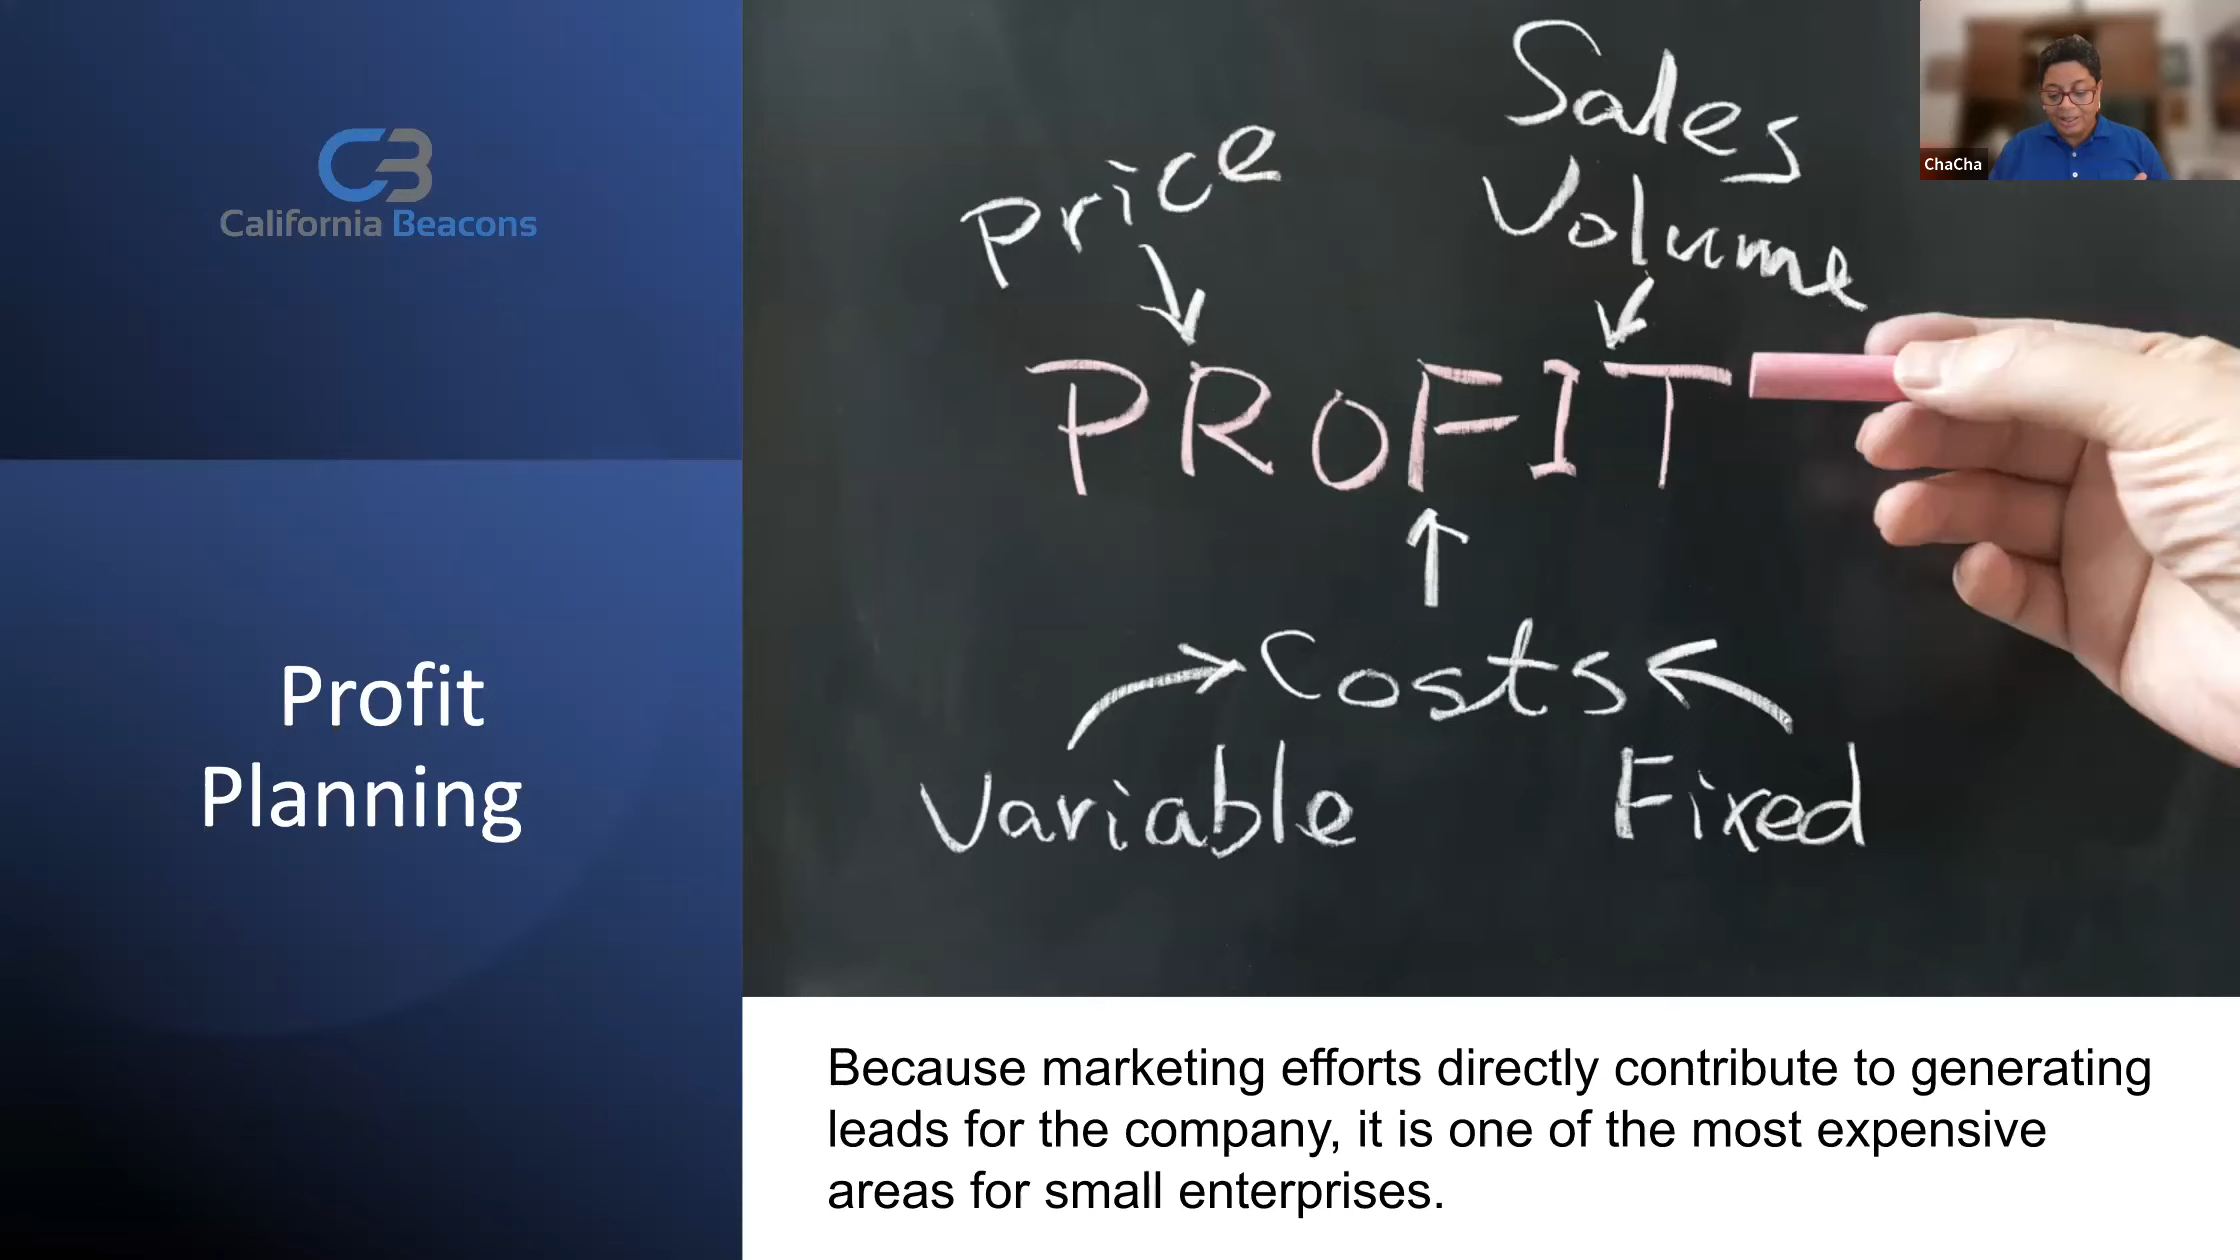 CB
California Beacons
Profit
Planning
Price
Sales
Volume
PROFIT
Costs
Variable
Fixed
ChaCha
Because marketing efforts directly contribute to generating
leads for the company, it is one of the most expensive
areas for small enterprises.